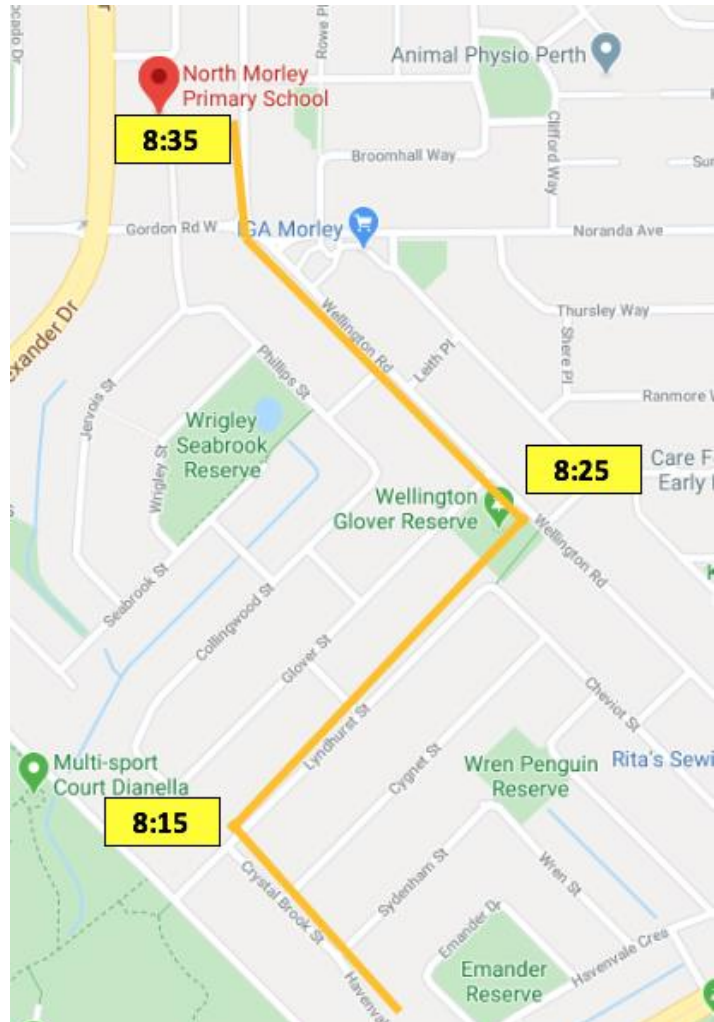 Rowe Pl
Animal Physio Perth
North Morley
Primary School
8:35
Broomhall Way
Clifford Way
Gordon Rd W
IGA Morley
Noranda Ave
Thursley Way
Wellington Rd
Leith Pl
Shere Pl
Phillips St
Jervois St
Wrigley
Seabrook
Reserve
Wrigley St
8:25
Wellington
Glover Reserve
Wellington Rd
Seabrook St
Collingwood St
Glover St
Lyndhurst St
Cheviot St
Cygnet St
Multi-sport
Court Dianella
Wren Penguin
Reserve
Rita's Sewi
8:15
Crystal Brook St
Sydenham St
Wren St
Emander Dr
Emander
Reserve
Havenvale Cres